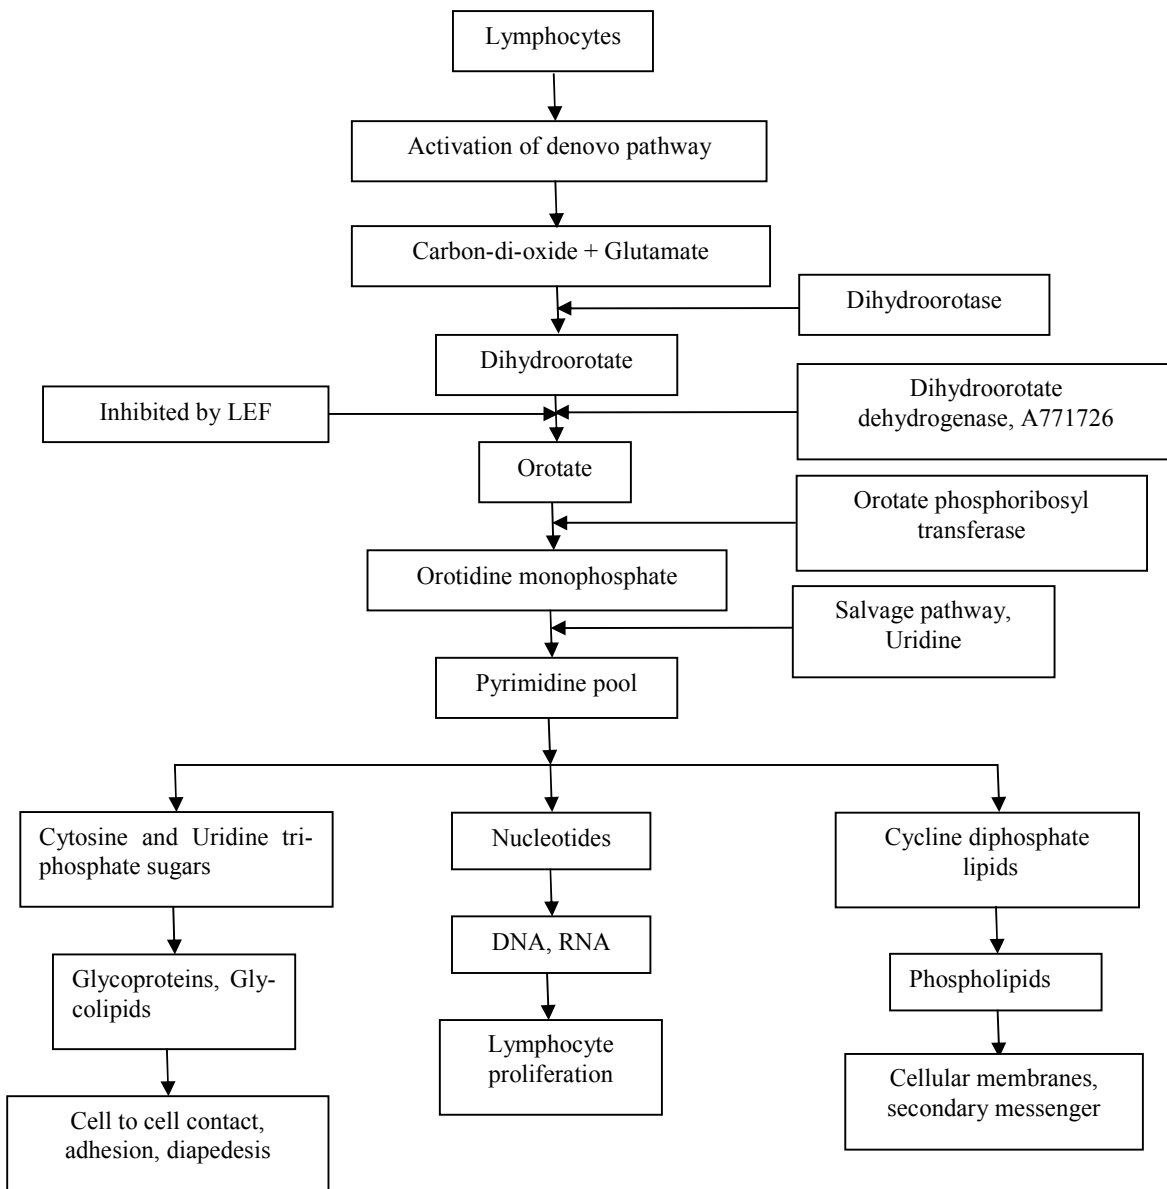 Lymphocytes
Activation of denovo pathway
Carbon-di-oxide + Glutamate
Dihydroorotase
Dihydroorotate
Inhibited by LEF
Dihydroorotate
dehydrogenase, A771726
Orotate
Orotate phosphoribosyl
transferase
Orotidine monophosphate
Salvage pathway,
Uridine
Pyrimidine pool
Cytosine and Uridine tri-
phosphate sugars
Nucleotides
Cycline diphosphate
lipids
DNA, RNA
Glycoproteins, Gly-
colipids
Phospolipids
Lymphocyte
proliferation
Cellular membranes,
secondary messenger
Cell to cell contact,
adhesion, diapedesis